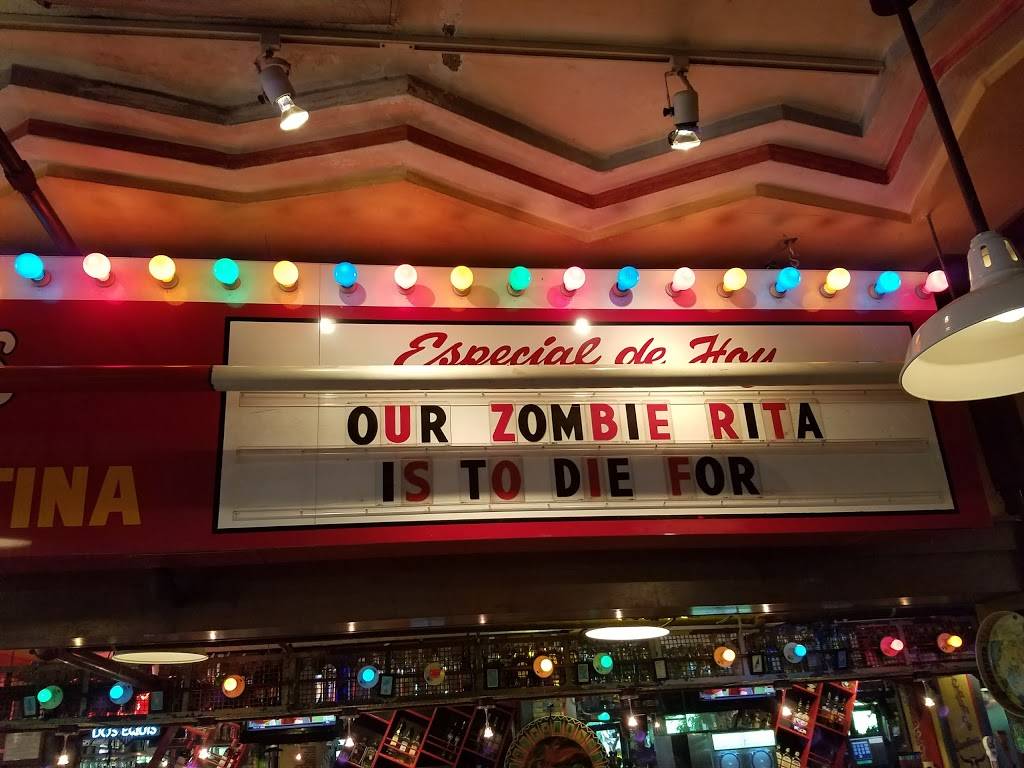 Especial de Hoy
OUR ZOMBIE RITA
IS TO DIE FOR
TINA
DOS EQUIS